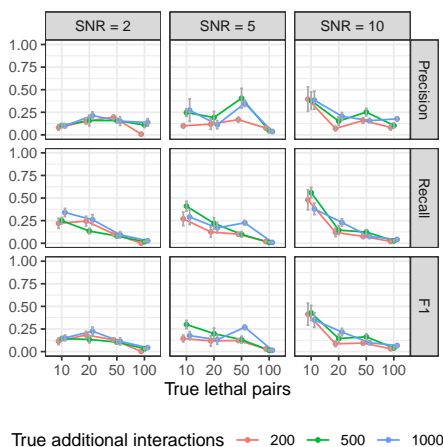 SNR = 2 SNR = 5 SNR = 10
1.00
0.75
0.50
0.25
0.00
Precision
1.00
0.75
0.50
0.25
0.00
Recall
1.00
0.75
0.50
0.25
0.00
F1
10 20 50 100 10 20 50 100 10 20 50 100
True lethal pairs
True additional interactions 200 500 1000